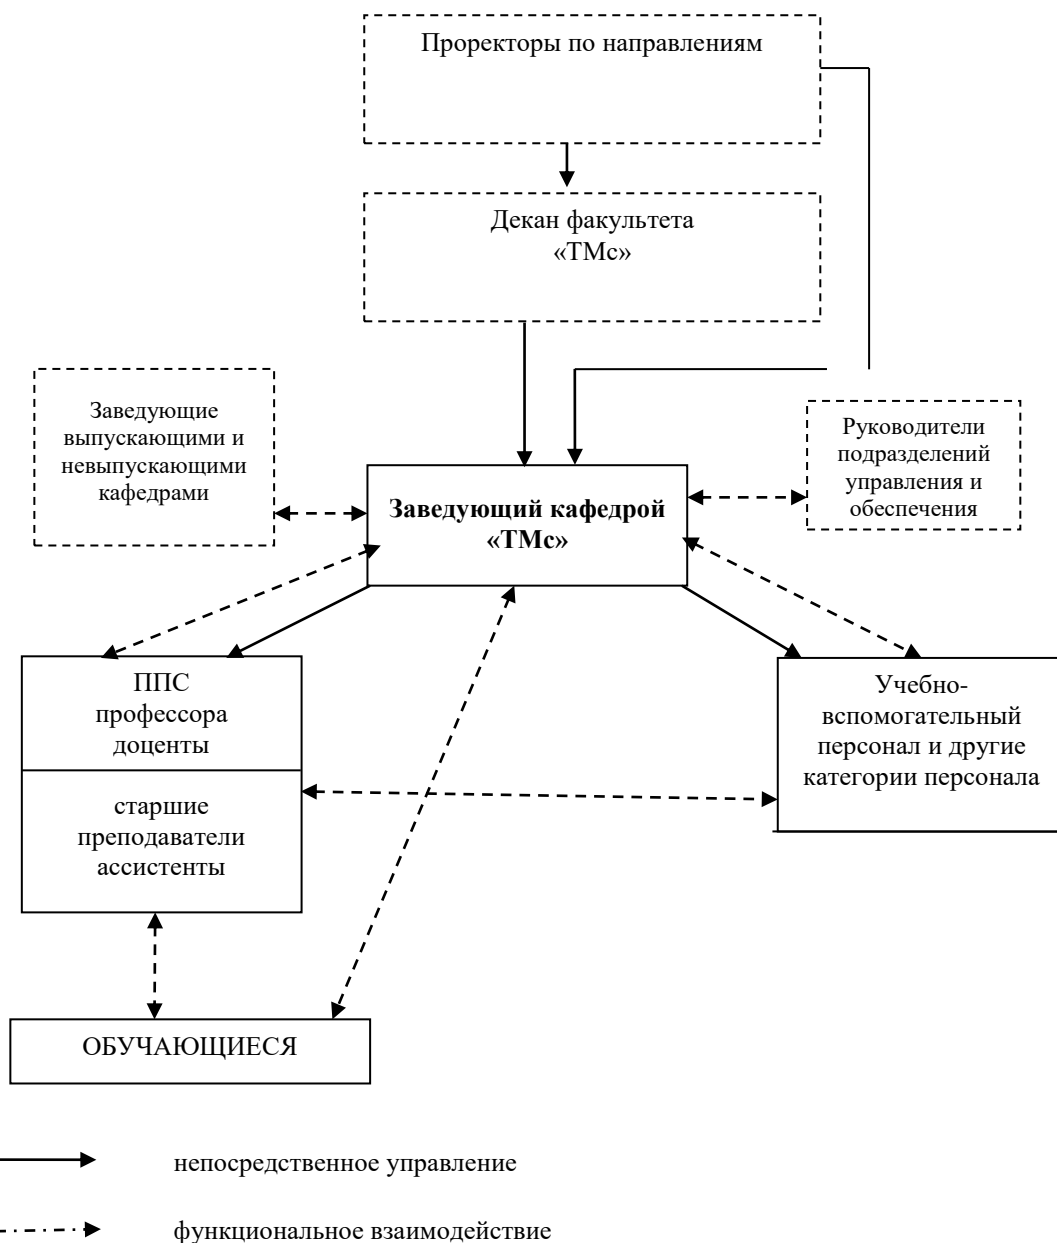 Проректоры по направлениям
Декан факультета
«ТМс»
Заведующие
выпускающими и
невыпускающими
кафедрами
Руководители
подразделений
управления и
обеспечения
Заведующий кафедрой
«ТМс»
ППС
профессора
доценты
старшие
преподаватели
ассистенты
Учебно-
вспомогательный
персонал и другие
категории персонала
ОБУЧАЮЩИЕСЯ
непосредственное управление
функциональное взаимодействие